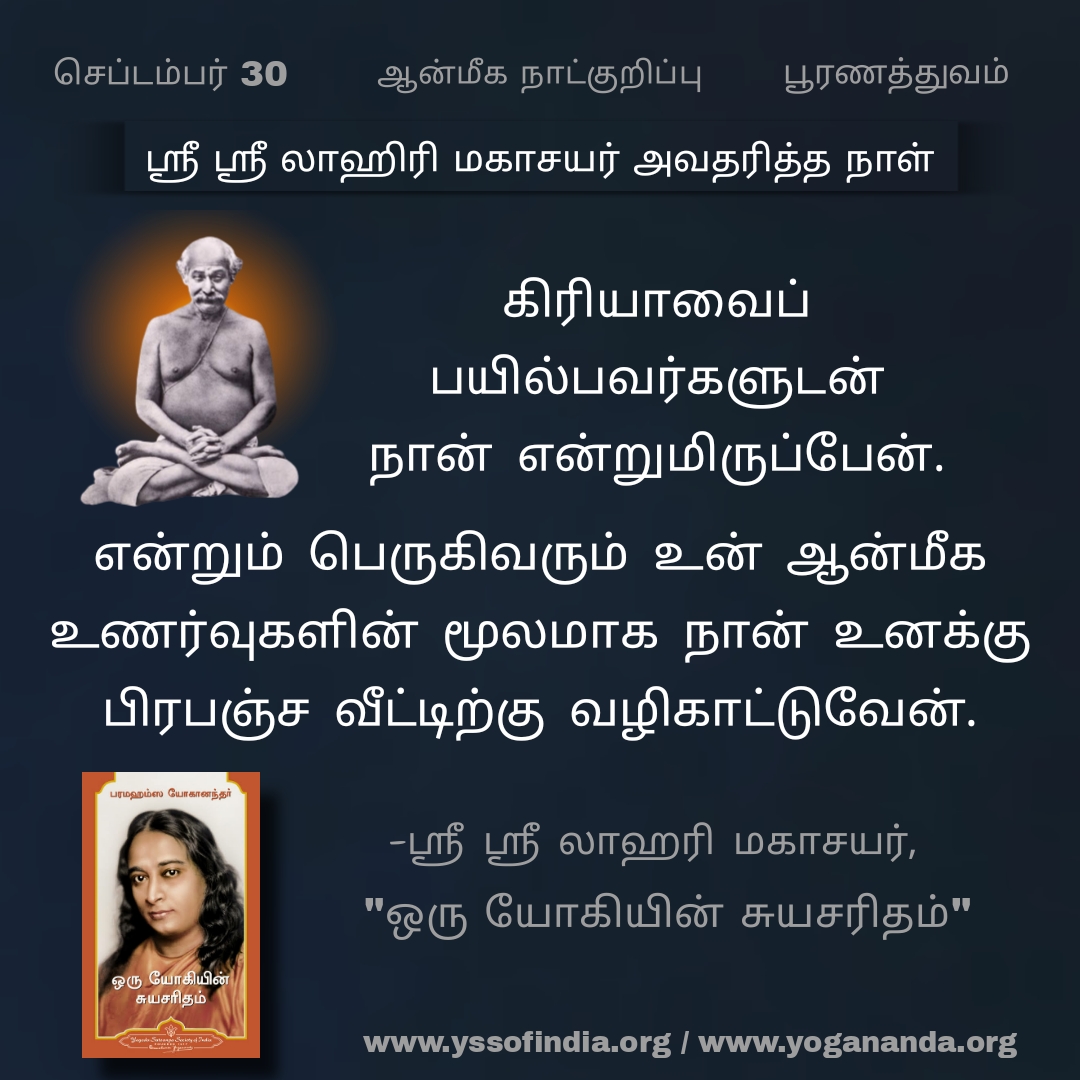 செப்டம்பர் 30 ஆன்மீக நாட்குறிப்பு பூரணத்துவம்
ஸ்ரீ ஸ்ரீ லாஹிரி மகாசயர் அவதரித்த நாள்
கிரியாவைப்
பயில்பவர்களுடன்
நான் என்றுமிருப்பேன்.
என்றும் பெருகிவரும் உன் ஆன்மீக
உணர்வுகளின் மூலமாக நான் உனக்கு
பிரபஞ்ச வீட்டிற்கு வழிகாட்டுவேன்.
பரமஹம்ஸ யோகானந்தர்
ஒரு யோகியின்
சுயசரிதம்
Yogoda Satsanga Society of India
-ஸ்ரீ ஸ்ரீ லாஹரி மகாசயர்,
"ஒரு யோகியின் சுயசரிதம்"
www.yssofindia.org / www.yogananda.org